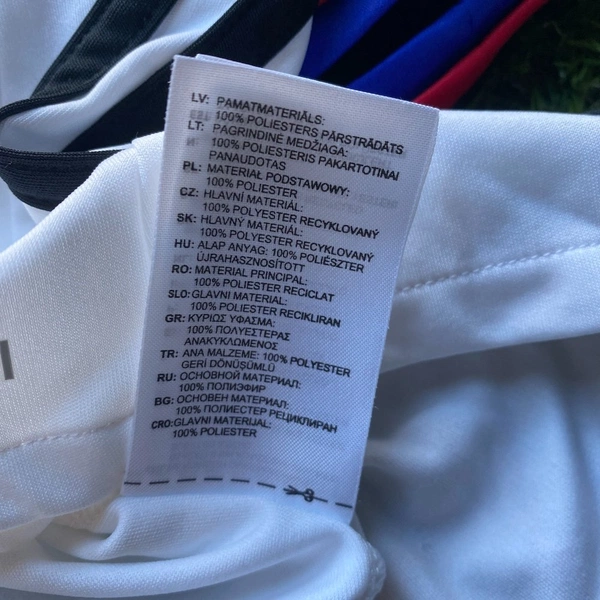 LV: PAMATMATERIĀLS:
100% POLIESTERS PĀRSTRĀDĀTS
LT: PAGRINDINĖ MEDŽIAGA:
100% POLIESTERIS PAKARTOTINAI
PANAUDOTAS
PL: MATERIAŁ PODSTAWOWY:
100% POLIESTER
CZ: HLAVNÍ MATERIÁL:
100% POLYESTER RECYKLOVANÝ
SK: HLAVNÝ MATERIÁL:
100% POLYESTER RECYKLOVANÝ
HU: ALAP ANYAG: 100% POLIÉSZTER
ÚJRAHASZNOSÍTOTT
RO: MATERIAL PRINCIPAL:
100% POLIESTER RECICLAT
SLO: GLAVNI MATERIAL:
100% POLIESTER RECIKLIRAN
GR: ΚΥΡΙΩΣ ΥΦΑΣΜΑ:
100% ΠΟΛΥΕΣΤΕΡΑΣ
ΑΝΑΚΥΚΛΩΜΕΝΟΣ
TR: ANA MALZEME: 100% POLYESTER
GERİ DÖNÜŞÜMLÜ
RU: ОСНОВНОЙ МАТЕРИАЛ:
100% ПОЛИЭФИР
BG: ОСНОВЕН МАТЕРИАЛ:
100% ПОЛИЕСТЕР РЕЦИКЛИРАН
CRO: GLAVNI MATERIJAL:
100% POLIESTER